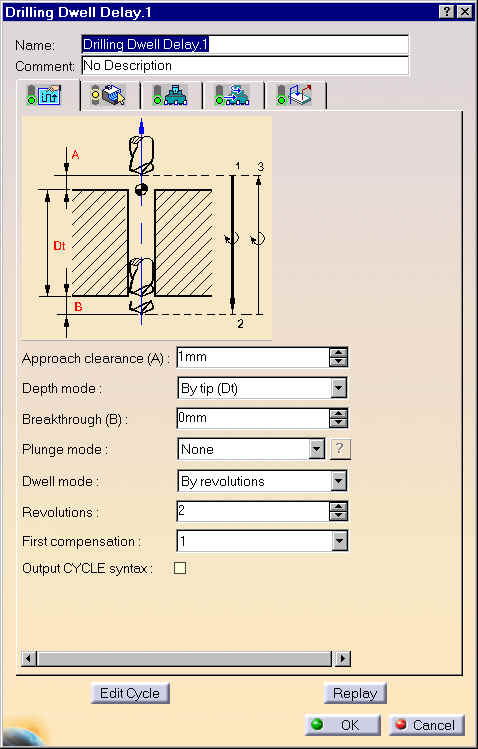 Drilling Dwell Delay.1
Name: Drilling Dwell Delay.1
Comment: No Description
A
1 3
Dt
B
2
Approach clearance (A) : 1mm
Depth mode : By tip (Dt)
Breakthrough (B) : 0mm
Plunge mode : None ?
Dwell mode : By revolutions
Revolutions : 2
First compensation : 1
Output CYCLE syntax :
Edit Cycle Replay
OK Cancel